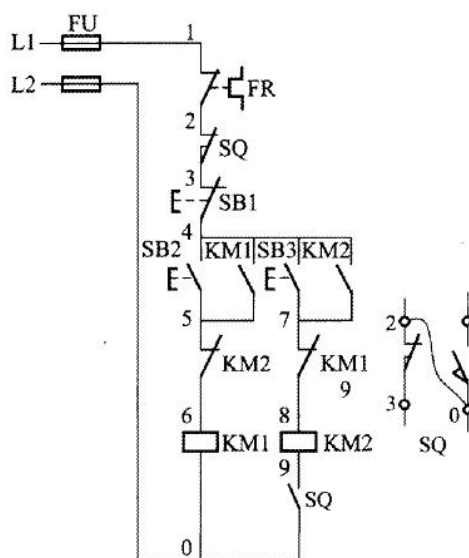 FU
L1
1
L2
FR
2
SQ
3
SB1
4
SB2 KM1 SB3 KM2
5 7
KM2 KM1
9
2
3 0
SQ
6 8
KM1 KM2
9
SQ
0